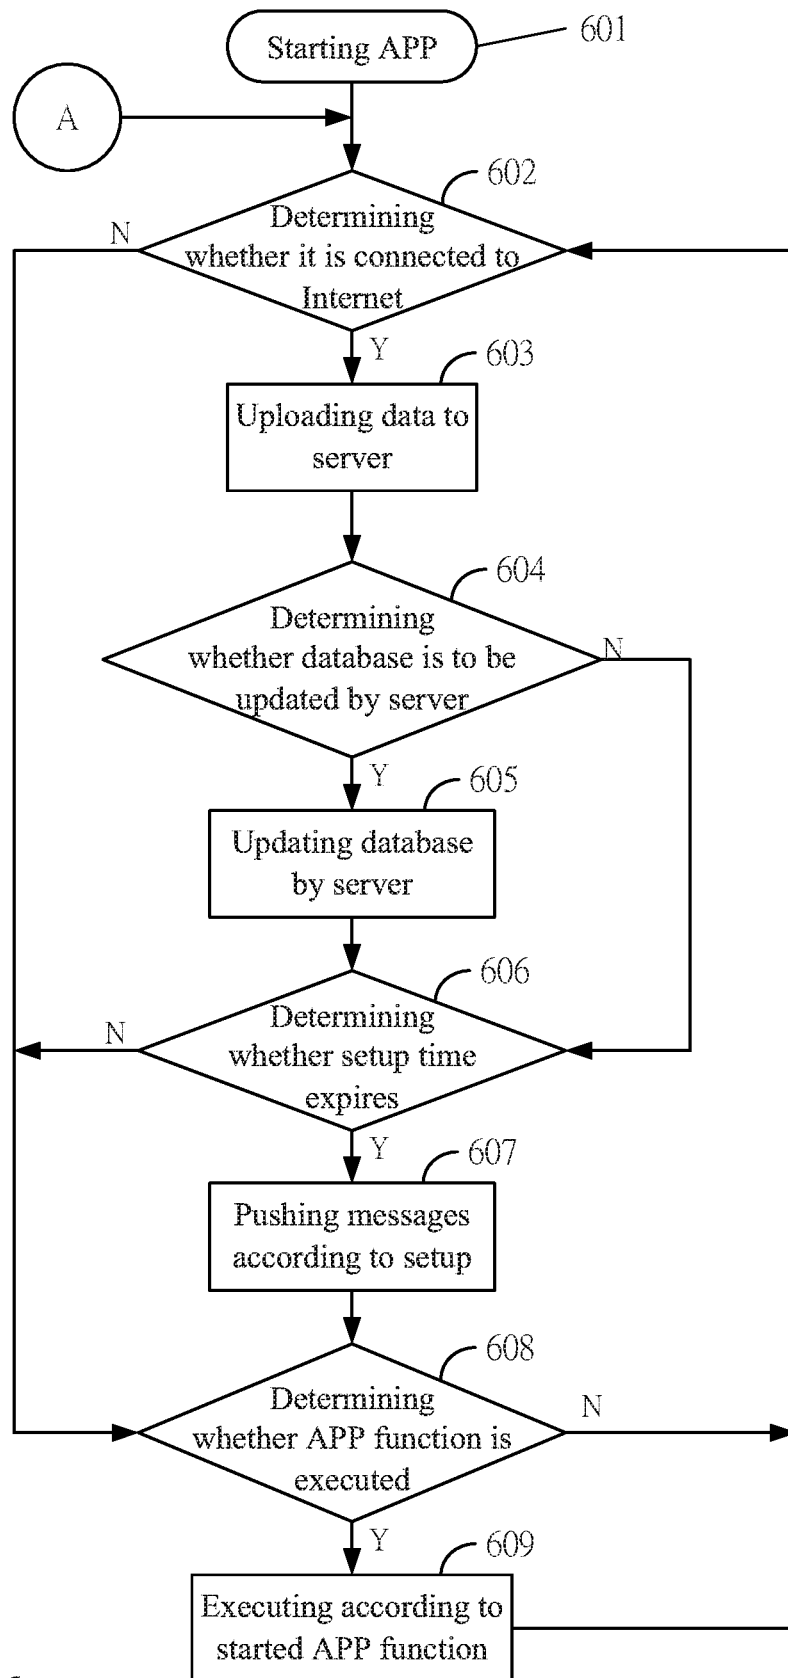 Starting APP
601
A
602
Determining
whether it is connected to
Internet
N
Y
603
Uploading data to
server
604
Determining
whether database is to be
updated by server
N
Y
605
Updating database
by server
606
Determining
whether setup time
expires
N
Y
607
Pushing messages
according to setup
608
Determining
whether APP function is
executed
N
Y
609
Executing according to
started APP function